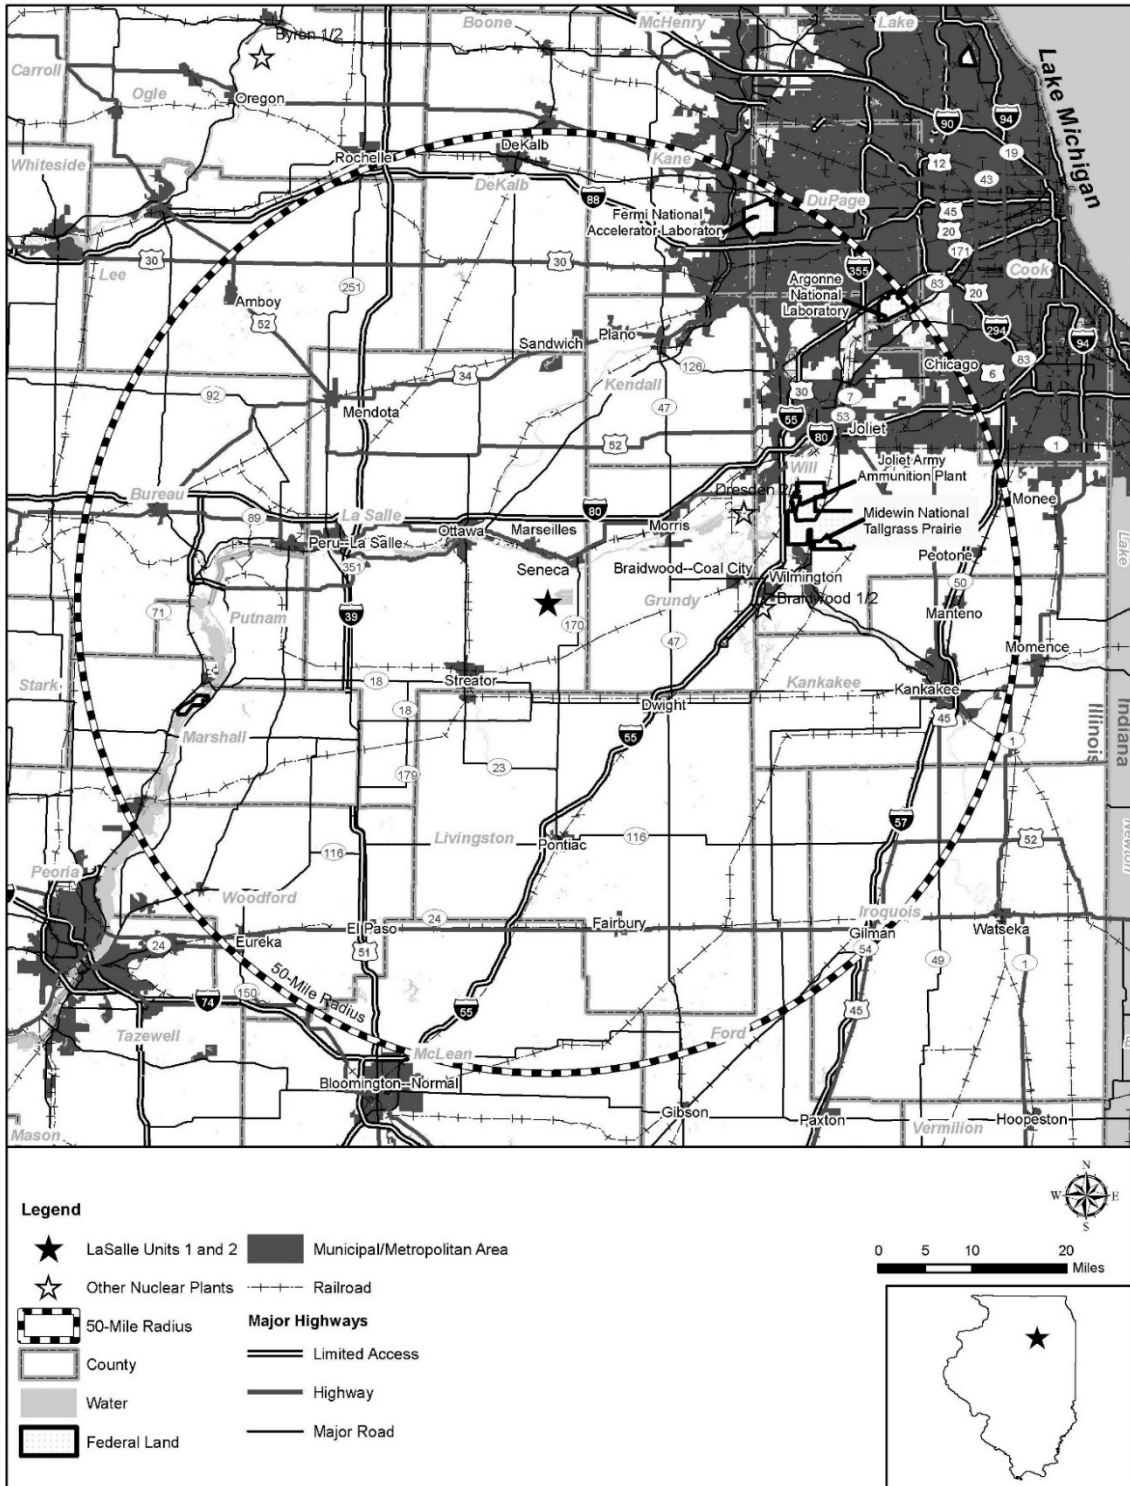 Byron 1/2
Boone
McHenry
Lake
Carroll
Ogle
Oregon
Lake Michigan
90
94
19
12
43
Whiteside
Rochelle
DeKalb
Kane
DeKalb
88
DuPage
Fermi National
Accelerator Laboratory
45
20
171
Lee
30
30
355
Cook
251
Argonne
National
Laboratory
83
20
Amboy
52
294
94
Sandwich
Plano
83
Chicago
6
34
Kendall
126
30
7
92
Mendota
47
55
53
52
80
Joliet
1
Will
Joliet Army
Ammunition Plant
Dresden 2/
Bureau
89
La Salle
80
Monee
Midewin National
Tallgrass Prairie
Ottawa
Marseilles
Morris
Peru--La Salle
Peotone
351
Seneca
Braidwood--Coal City
Wilmington
50
Lake
71
Putnam
39
170
Grundy
Braidwood 1/2
Manteno
47
Momence
Stark
18
Streator
Kankakee
Kankakee
18
Dwight
45
Marshall
55
1
Illinois
Indiana
179
23
57
Livingston
116
116
Pontiac
52
Newton
Peoria
Woodford
24
Fairbury
Iroquois
El Paso
Gilman
Watseka
24
Eureka
51
54
49
1
50-Mile Radius
74
150
55
45
Tazewell
Ford
McLean
Bloomington--Normal
Gibson
Paxton
Hoopeston
Mason
Vermilion
Legend
LaSalle Units 1 and 2
Municipal/Metropolitan Area
Other Nuclear Plants
Railroad
50-Mile Radius
Major Highways
County
Limited Access
Water
Highway
Federal Land
Major Road
N
W
E
S
0 5 10 20
Miles